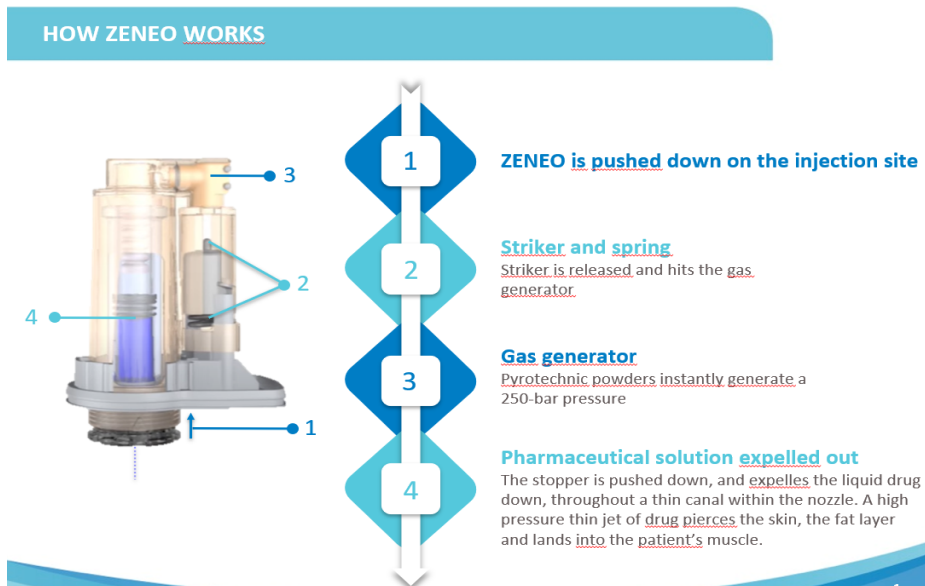 HOW ZENEO WORKS
3
2
4
1
1
ZENEO is pushed down on the injection site
2
Striker and spring
Striker is released and hits the gas
generator
3
Gas generator
Pyrotechnic powders instantly generate a
250-bar pressure
4
Pharmaceutical solution expelled out
The stopper is pushed down, and expelles the liquid drug
down, throughout a thin canal within the nozzle. A high
pressure thin jet of drug pierces the skin, the fat layer
and lands into the patient’s muscle.